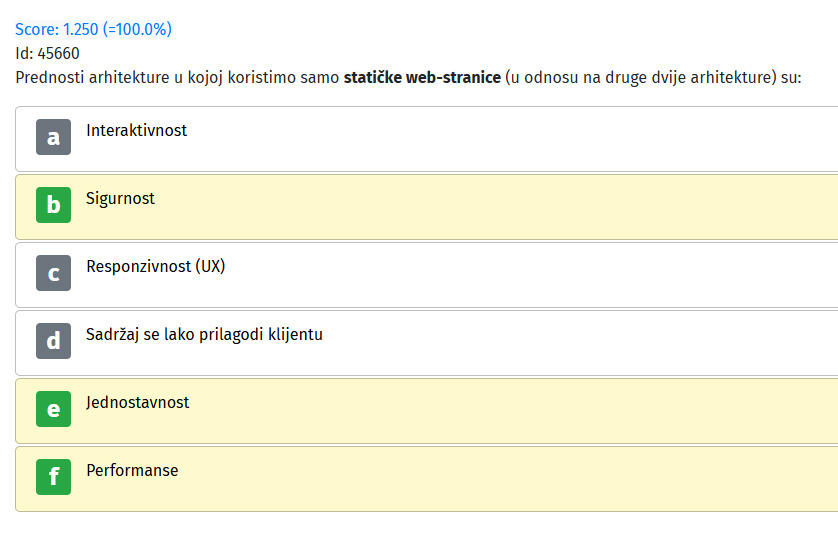 Score: 1.250 (=100.0%)
Id: 45660
Prednosti arhitekture u kojoj koristimo samo statičke web-stranice (u odnosu na druge dvije arhitekture) su:
a Interaktivnost
b Sigurnost
c Responzivnost (UX)
d Sadržaj se lako prilagodi klijentu
e Jednostavnost
f Performanse